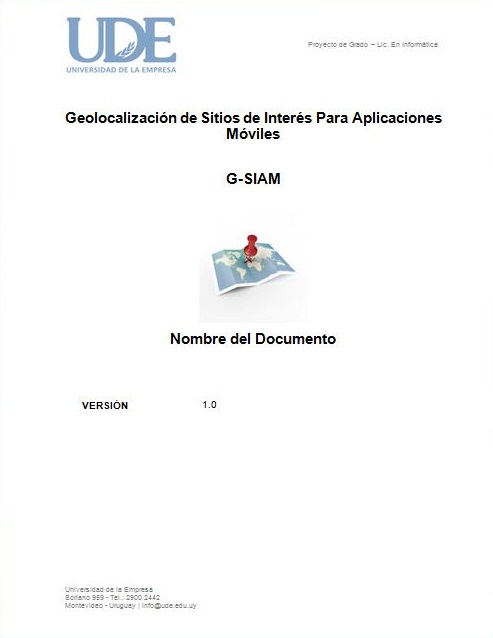 UDE
UNIVERSIDAD DE LA EMPRESA
Proyecto de Grado – Lic. En Informática
Geolocalización de Sitios de Interés Para Aplicaciones
Móviles
G-SIAM
Nombre del Documento
VERSIÓN 1.0
Universidad de la Empresa
Soriano 959 - Tel.: 2900 2442
Montevideo - Uruguay | info@ude.edu.uy